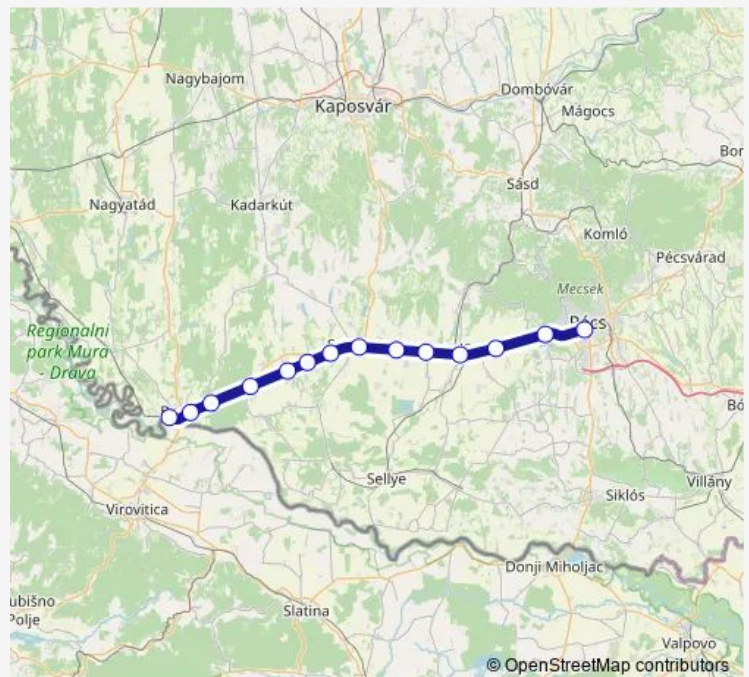 Nagybajom
Dombóvár
Kaposvár
Mágocs
Bor
Sásd
Nagyatád
Kadarkút
Komló
Pécsvárad
Mecsek
Pécs
Regionalni
park Mura
- Drava
Bó
Sellye
Villány
Siklós
Virovitica
Donji Miholjac
ubišno
Polje
Slatina
Valpovo
© OpenStreetMap contributors